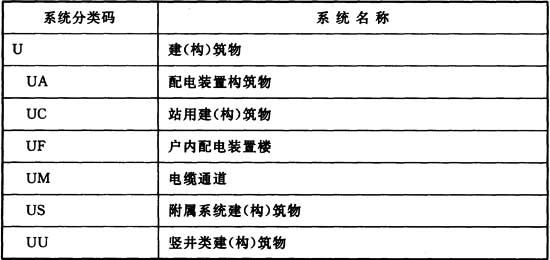 系统分类码 系统名称
U 建(构)筑物
UA 配电装置构筑物
UC 站用建(构)筑物
UF 户内配电装置楼
UM 电缆通道
US 附属系统建(构)筑物
UU 竖井类建(构)筑物